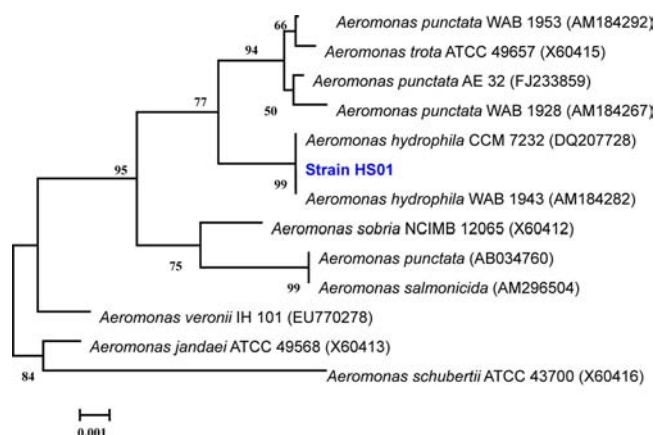 66
Aeromonas punctata WAB 1953 (AM184292)
94
Aeromonas trota ATCC 49657 (X60415)
Aeromonas punctata AE 32 (FJ233859)
77
50
Aeromonas punctata WAB 1928 (AM184267)
Aeromonas hydrophila CCM 7232 (DQ207728)
95
Strain HS01
99
Aeromonas hydrophila WAB 1943 (AM184282)
Aeromonas sobria NCIMB 12065 (X60412)
75
Aeromonas punctata (AB034760)
99
Aeromonas salmonicida (AM296504)
Aeromonas veronii IH 101 (EU770278)
Aeromonas jandaei ATCC 49568 (X60413)
84
Aeromonas schubertii ATCC 43700 (X60416)
0.001